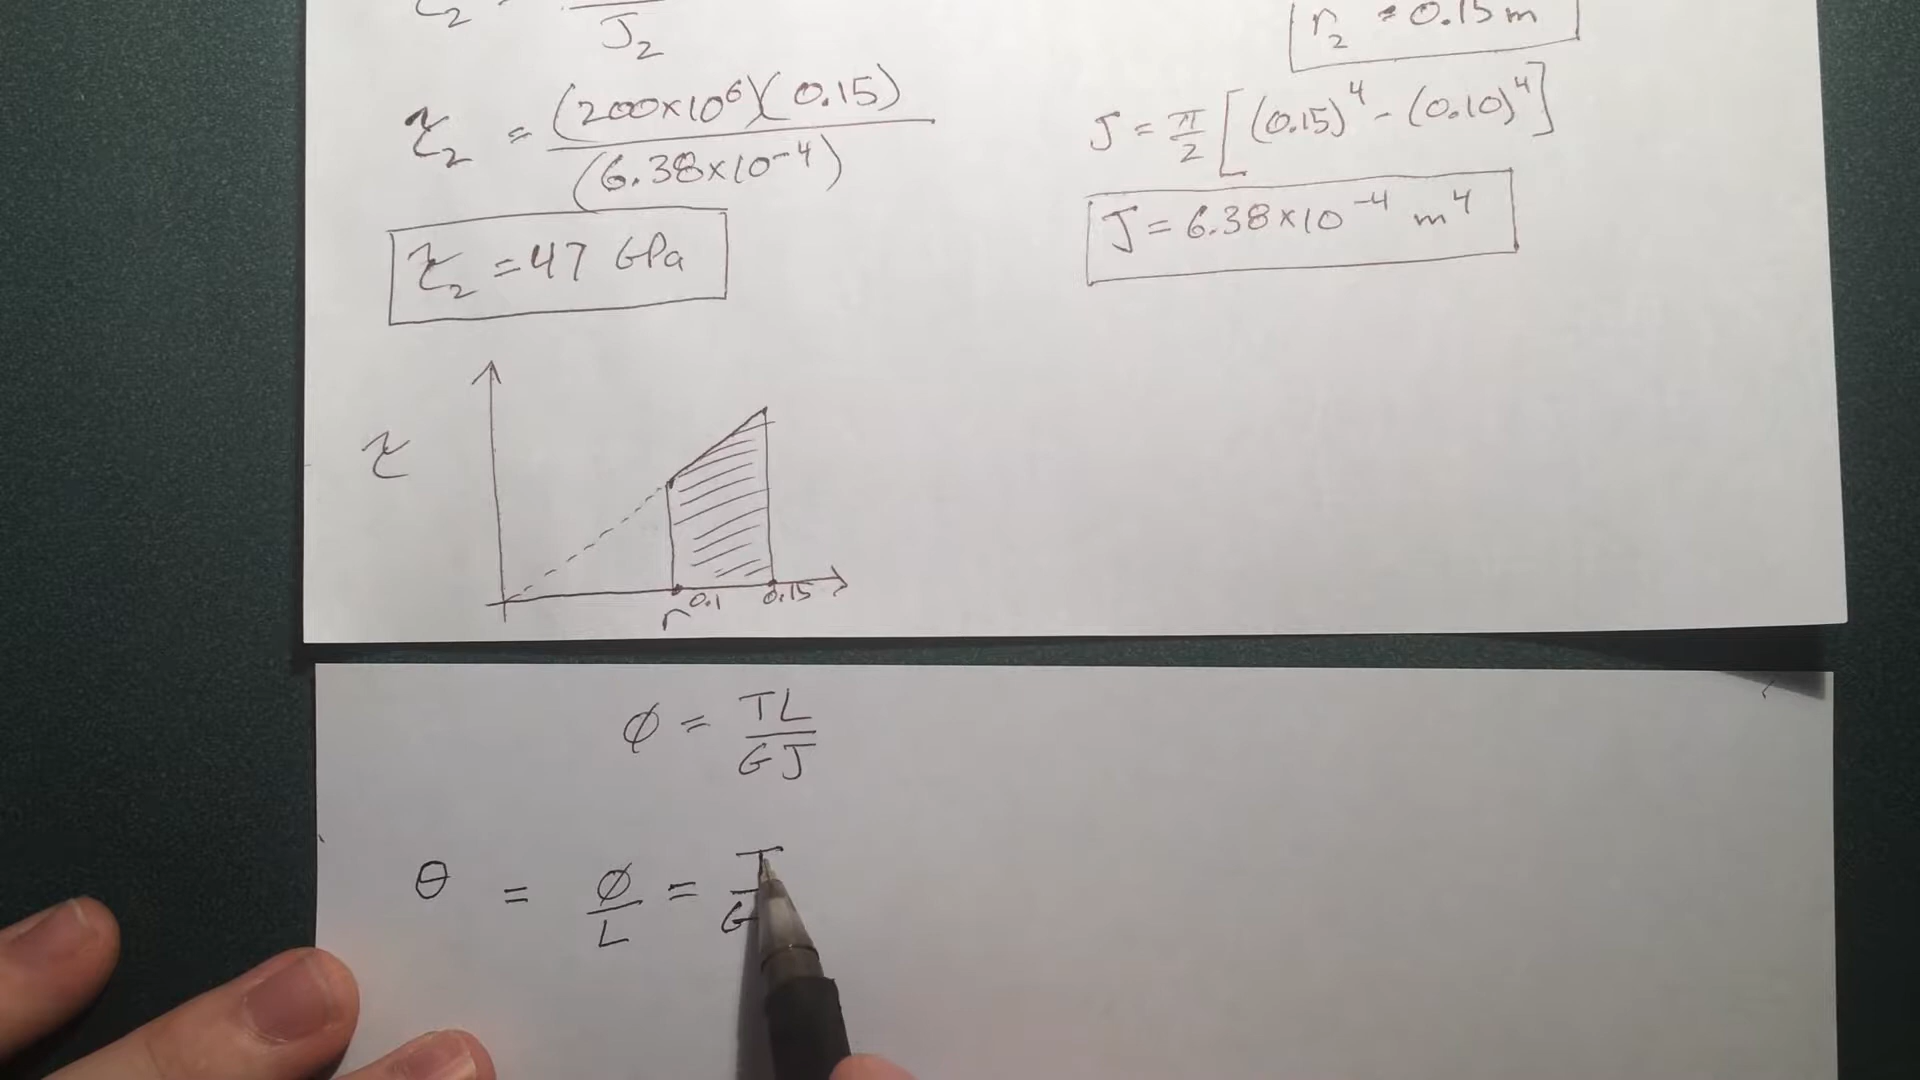 τ₂ = / J₂
r₂ = 0.15 m
τ₂ = (200×10⁶)(0.15) / (6.38×10⁻⁴)
J = π/2 [(0.15)⁴ - (0.10)⁴]
τ₂ = 47 GPa
J = 6.38×10⁻⁴ m⁴
τ
0.1 0.15
r
φ = TL / GJ
θ = φ / L = T / G